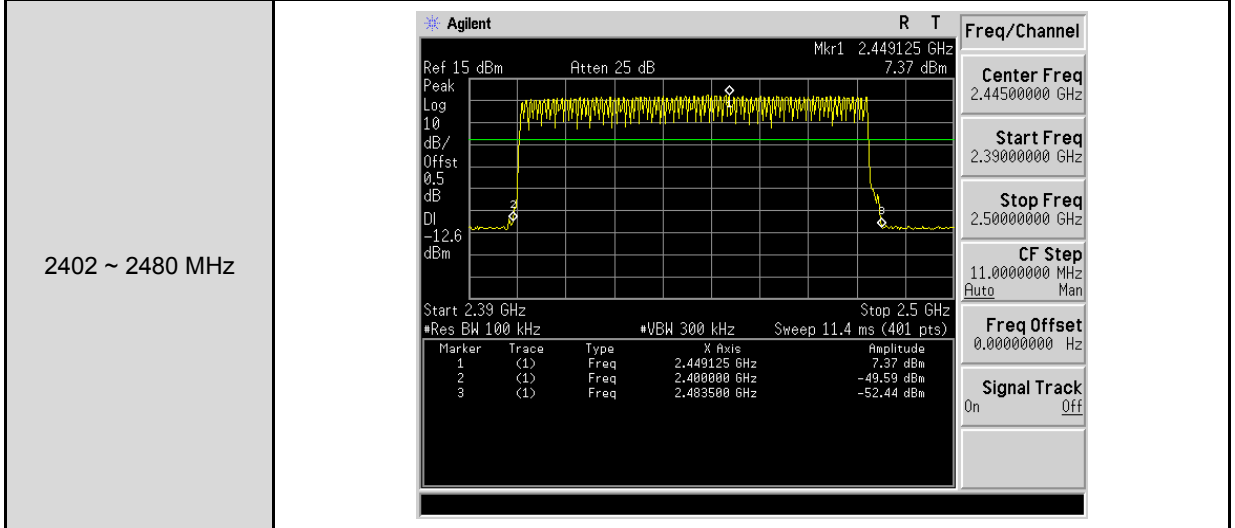 2402 ~ 2480 MHz
Agilent R T
Mkr1 2.449125 GHz
Ref 15 dBm Atten 25 dB 7.37 dBm
Peak
Log
10
dB/
Offst
0.5
dB
DI
-12.6
dBm
2
3
Start 2.39 GHz Stop 2.5 GHz
#Res BW 100 kHz #VBW 300 kHz Sweep 11.4 ms (401 pts)
Marker Trace Type X Axis Amplitude
1 (1) Freq 2.449125 GHz 7.37 dBm
2 (1) Freq 2.400000 GHz -49.59 dBm
3 (1) Freq 2.483500 GHz -52.44 dBm
Freq/Channel
Center Freq
2.44500000 GHz
Start Freq
2.39000000 GHz
Stop Freq
2.50000000 GHz
CF Step
11.0000000 MHz
Auto Man
Freq Offset
0.00000000 Hz
Signal Track
On Off